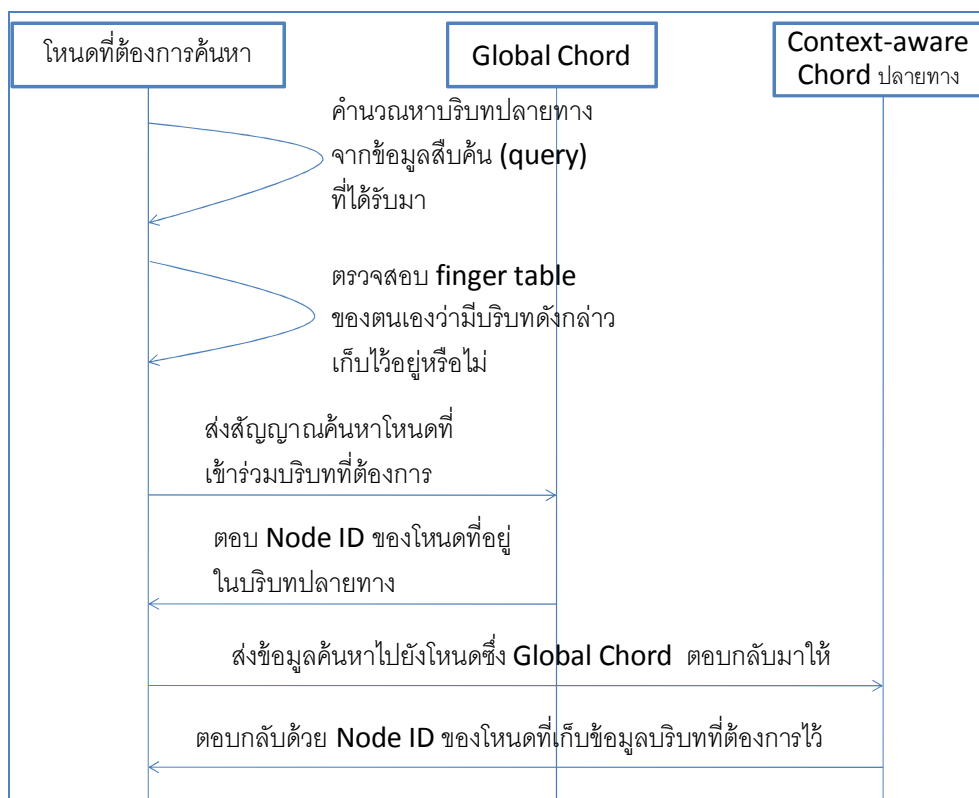 โหนดที่ต้องการค้นหา
Global Chord
Context-aware
Chord ปลายทาง
คำนวณหาบริบทปลายทาง
จากข้อมูลสืบค้น (query)
ที่ได้รับมา
ตรวจสอบ finger table
ของตนเองว่ามีบริบทดังกล่าว
เก็บไว้อยู่หรือไม่
ส่งสัญญาณค้นหาโหนดที่
เข้าร่วมบริบทที่ต้องการ
ตอบ Node ID ของโหนดที่อยู่
ในบริบทปลายทาง
ส่งข้อมูลค้นหาไปยังโหนดซึ่ง Global Chord ตอบกลับมาให้
ตอบกลับด้วย Node ID ของโหนดที่เก็บข้อมูลบริบทที่ต้องการไว้